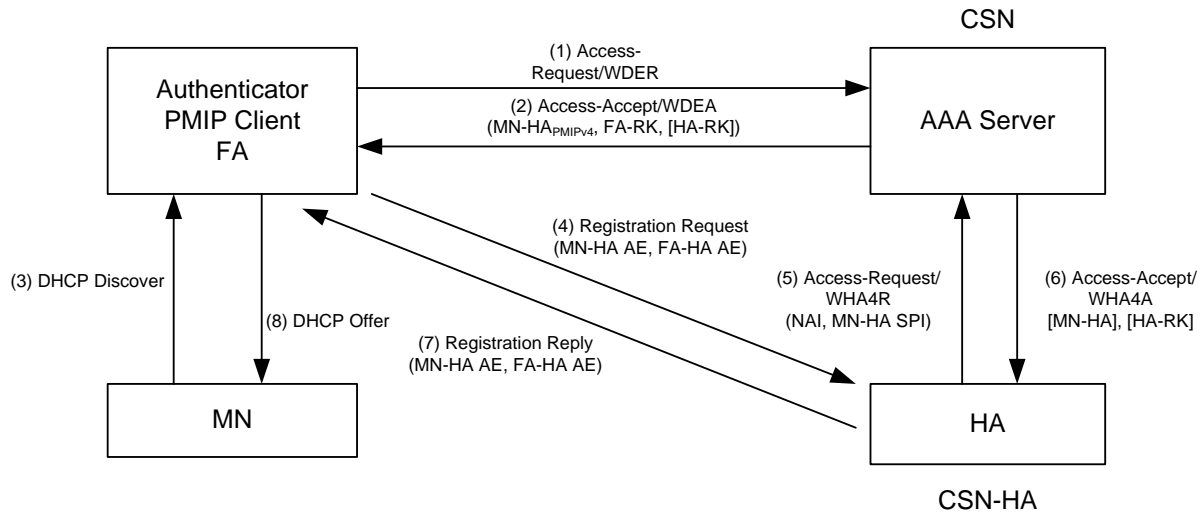 CSN
Authenticator
PMIP Client
FA
(1) Access-
Request/WDER
(2) Access-Accept/WDEA
(MN-HAPMIPv4, FA-RK, [HA-RK])
AAA Server
(3) DHCP Discover
(8) DHCP Offer
(4) Registration Request
(MN-HA AE, FA-HA AE)
(7) Registration Reply
(MN-HA AE, FA-HA AE)
(5) Access-Request/
WHA4R
(NAI, MN-HA SPI)
(6) Access-Accept/
WHA4A
[MN-HA], [HA-RK]
MN
HA
CSN-HA